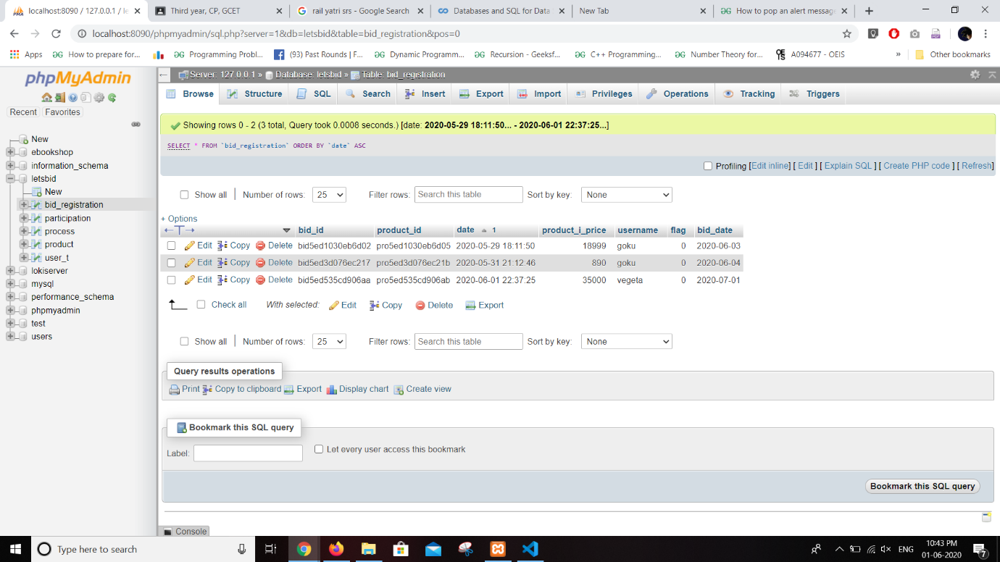 localhost:8090 / 127.0.0.1 / le
Third year, CP, GCET
rail yatri srs - Google Search
Databases and SQL for Data
New Tab
How to pop an alert message
localhost:8090/phpmyadmin/sql.php?server=1&db=letsbid&table=bid_registration&pos=0
Apps
How to prepare for...
Programming Probl...
(93) Past Rounds | F...
Dynamic Programm...
Recursion - Geeksf...
C++ Programming...
Number Theory for...
A094677 - OEIS
»
Other bookmarks
phpMyAdmin
Recent
Favorites
New
ebookshop
information_schema
letsbid
New
bid_registration
participation
process
product
user_t
lokiserver
mysql
performance_schema
phpmyadmin
test
users
Server: 127.0.0.1 » Database: letsbid » Table: bid_registration
Browse
Structure
SQL
Search
Insert
Export
Import
Privileges
Operations
Tracking
Triggers
Showing rows 0 - 2 (3 total, Query took 0.0008 seconds.) [date: 2020-05-29 18:11:50... - 2020-06-01 22:37:25...]
SELECT * FROM `bid_registration` ORDER BY `date` ASC
Profiling [Edit inline] [ Edit ] [ Explain SQL ] [ Create PHP code ] [ Refresh]
Show all | Number of rows: 25 Filter rows: Search this table Sort by key: None
+ Options
bid_id product_id date 1 product_i_price username flag bid_date
Edit Copy Delete bid5ed1030eb6d02 pro5ed1030eb6d05 2020-05-29 18:11:50 18999 goku 0 2020-06-03
Edit Copy Delete bid5ed3d076ec217 pro5ed3d076ec21b 2020-05-31 21:12:46 890 goku 0 2020-06-04
Edit Copy Delete bid5ed535cd906aa pro5ed535cd906ab 2020-06-01 22:37:25 35000 vegeta 0 2020-07-01
Check all With selected: Edit Copy Delete Export
Show all | Number of rows: 25 Filter rows: Search this table Sort by key: None
Query results operations
Print Copy to clipboard Export Display chart Create view
Bookmark this SQL query
Label: Let every user access this bookmark
Bookmark this SQL query
Console
Type here to search
ENG
10:43 PM
01-06-2020
7